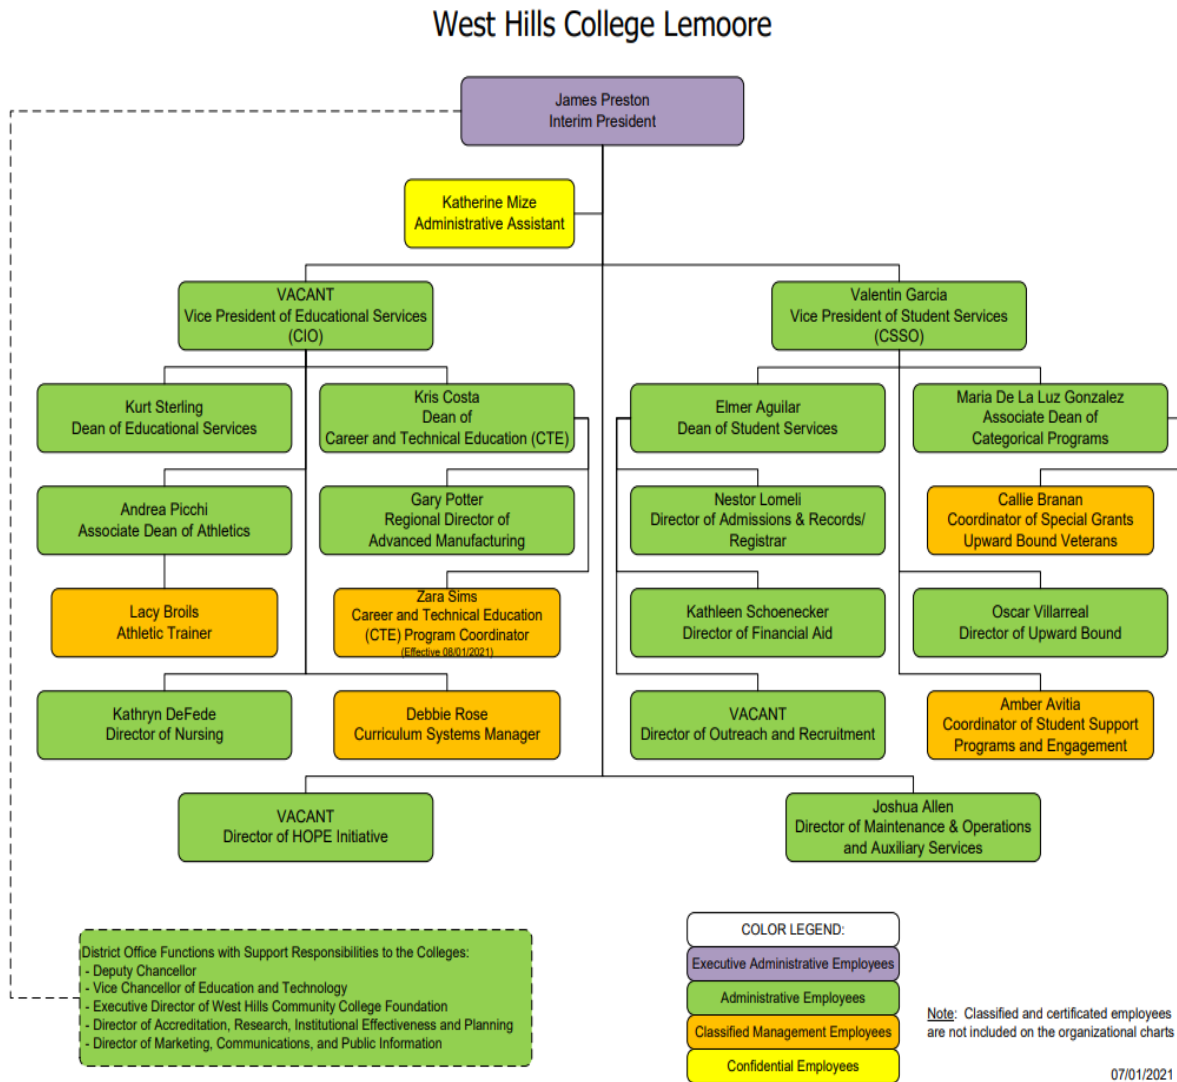 West Hills College Lemoore
James Preston
Interim President
Katherine Mize
Administrative Assistant
VACANT
Vice President of Educational Services
(CIO)
Valentin Garcia
Vice President of Student Services
(CSSO)
Kurt Sterling
Dean of Educational Services
Kris Costa
Dean of
Career and Technical Education (CTE)
Elmer Aguilar
Dean of Student Services
Maria De La Luz Gonzalez
Associate Dean of
Categorical Programs
Andrea Picchi
Associate Dean of Athletics
Gary Potter
Regional Director of
Advanced Manufacturing
Nestor Lomeli
Director of Admissions & Records/
Registrar
Callie Branan
Coordinator of Special Grants
Upward Bound Veterans
Lacy Broils
Athletic Trainer
Zara Sims
Career and Technical Education
(CTE) Program Coordinator
(Effective 08/01/2021)
Kathleen Schoenecker
Director of Financial Aid
Oscar Villarreal
Director of Upward Bound
Kathryn DeFede
Director of Nursing
Debbie Rose
Curriculum Systems Manager
VACANT
Director of Outreach and Recruitment
Amber Avitia
Coordinator of Student Support
Programs and Engagement
VACANT
Director of HOPE Initiative
Joshua Allen
Director of Maintenance & Operations
and Auxiliary Services
District Office Functions with Support Responsibilities to the Colleges:
- Deputy Chancellor
- Vice Chancellor of Education and Technology
- Executive Director of West Hills Community College Foundation
- Director of Accreditation, Research, Institutional Effectiveness and Planning
- Director of Marketing, Communications, and Public Information
COLOR LEGEND:
Executive Administrative Employees
Administrative Employees
Classified Management Employees
Confidential Employees
Note: Classified and certificated employees
are not included on the organizational charts
07/01/2021